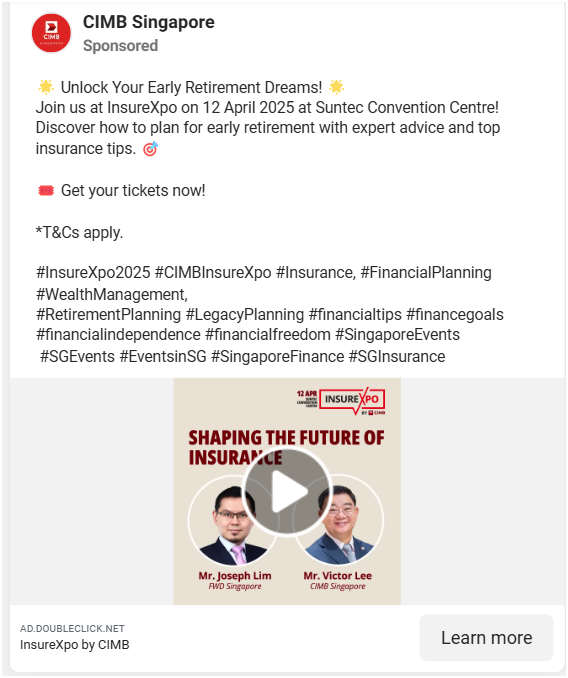 CIMB
SINGAPORE
CIMB Singapore
Sponsored
🌟 Unlock Your Early Retirement Dreams! 🌟
Join us at InsureXpo on 12 April 2025 at Suntec Convention Centre!
Discover how to plan for early retirement with expert advice and top
insurance tips. 🎯
🎟️ Get your tickets now!
*T&Cs apply.
#InsureXpo2025 #CIMBInsureXpo #Insurance, #FinancialPlanning
#WealthManagement,
#RetirementPlanning #LegacyPlanning #financialtips #financegoals
#financialindependence #financialfreedom #SingaporeEvents
#SGEvents #EventsinSG #SingaporeFinance #SGInsurance
12 APR
SUNTEC
CONVENTION
CENTRE
INSUREXPO
BY CIMB
SHAPING THE FUTURE OF
INSURANCE
Mr. Joseph Lim
FWD Singapore
Mr. Victor Lee
CIMB Singapore
AD.DOUBLECLICK.NET
InsureXpo by CIMB
Learn more